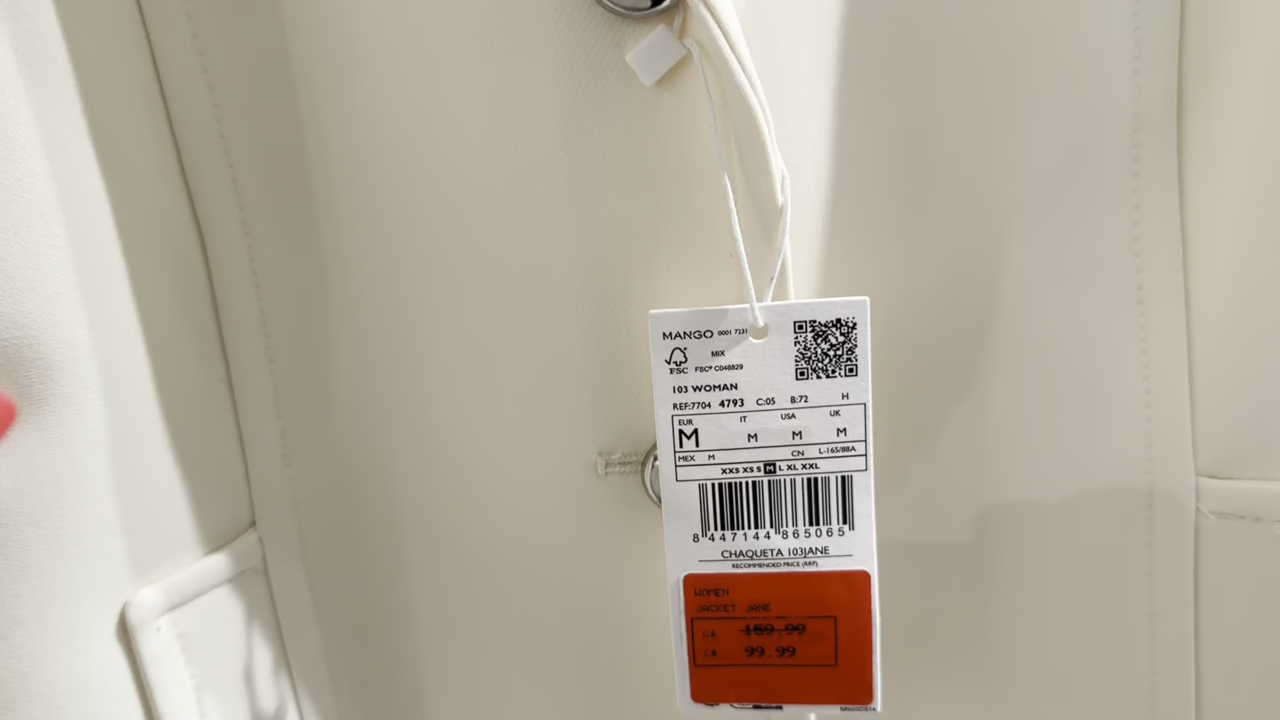 MANGO 0001 7231
MIX
FSC
FSC® C048829
103 WOMAN
REF:7704 4793 C:05 B:72 H
EUR IT USA UK
M M M M
MEX M CN L-165/88A
XXS XS S M L XL XXL
8 447144 865065
CHAQUETA 103JANE
RECOMMENDED PRICE (RRP)
WOMEN
JACKET JANE
C$ 159.99
C$ 99.99